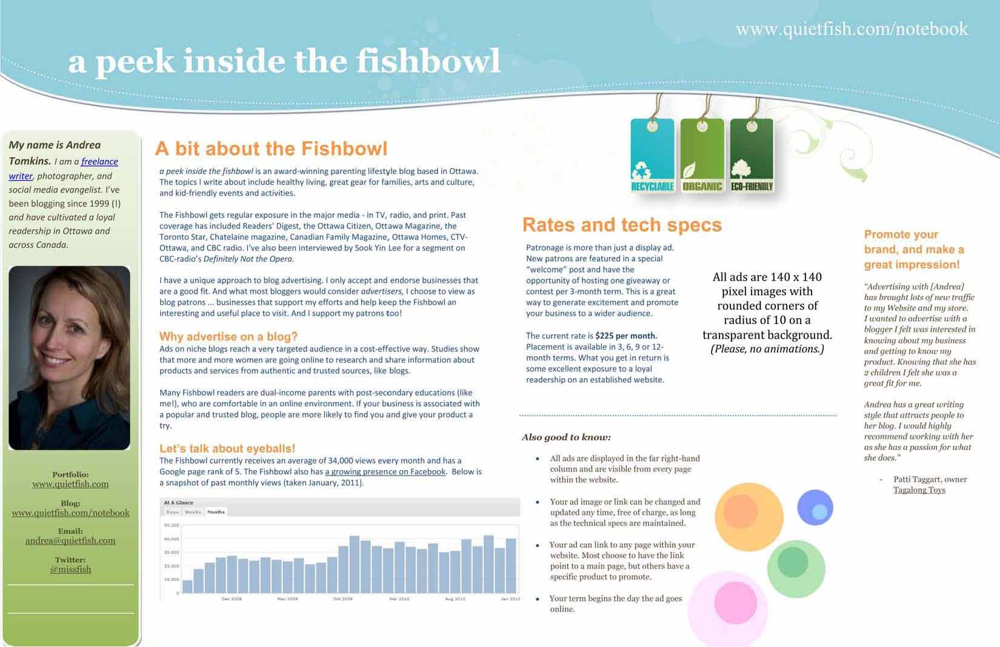 www.quietfish.com/notebook
a peek inside the fishbowl
My name is Andrea
Tomkins. I am a freelance
writer, photographer, and
social media evangelist. I've
been blogging since 1999 (!)
and have cultivated a loyal
readership in Ottawa and
across Canada.
Portfolio:
www.quietfish.com
Blog:
www.quietfish.com/notebook
Email:
andrea@quietfish.com
Twitter:
@missfish
A bit about the Fishbowl
a peek inside the fishbowl is an award-winning parenting lifestyle blog based in Ottawa.
The topics I write about include healthy living, great gear for families, arts and culture,
and kid-friendly events and activities.
The Fishbowl gets regular exposure in the major media - in TV, radio, and print. Past
coverage has included Readers' Digest, the Ottawa Citizen, Ottawa Magazine, the
Toronto Star, Chatelaine magazine, Canadian Family Magazine, Ottawa Homes, CTV-
Ottawa, and CBC radio. I've also been interviewed by Sook Yin Lee for a segment on
CBC-radio's Definitely Not the Opera.
I have a unique approach to blog advertising. I only accept and endorse businesses that
are a good fit. And what most bloggers would consider advertisers, I choose to view as
blog patrons ... businesses that support my efforts and help keep the Fishbowl an
interesting and useful place to visit. And I support my patrons too!
Why advertise on a blog?
Ads on niche blogs reach a very targeted audience in a cost-effective way. Studies show
that more and more women are going online to research and share information about
products and services from authentic and trusted sources, like blogs.
Many Fishbowl readers are dual-income parents with post-secondary educations (like
me!), who are comfortable in an online environment. If your business is associated with
a popular and trusted blog, people are more likely to find you and give your product a
try.
Let's talk about eyeballs!
The Fishbowl currently receives an average of 34,000 views every month and has a
Google page rank of 5. The Fishbowl also has a growing presence on Facebook. Below is
a snapshot of past monthly views (taken January, 2011).
At A Glance
Days Weeks Months
50,000
40,000
30,000
20,000
10,000
0
Dec 2008 May 2009 Oct 2009 Mar 2010 Aug 2010 Jan 2011
RECYCLABLE ORGANIC ECO-FRIENDLY
Rates and tech specs
Patronage is more than just a display ad.
New patrons are featured in a special
“welcome” post and have the
opportunity of hosting one giveaway or
contest per 3-month term. This is a great
way to generate excitement and promote
your business to a wider audience.
The current rate is $225 per month.
Placement is available in 3, 6, 9 or 12-
month terms. What you get in return is
some excellent exposure to a loyal
readership on an established website.
All ads are 140 x 140
pixel images with
rounded corners of
radius of 10 on a
transparent background.
(Please, no animations.)
Also good to know:
• All ads are displayed in the far right-hand
column and are visible from every page
within the website.
• Your ad image or link can be changed and
updated any time, free of charge, as long
as the technical specs are maintained.
• Your ad can link to any page within your
website. Most choose to have the link
point to a main page, but others have a
specific product to promote.
• Your term begins the day the ad goes
online.
Promote your
brand, and make a
great impression!
“Advertising with [Andrea]
has brought lots of new traffic
to my Website and my store.
I wanted to advertise with a
blogger I felt was interested in
knowing about my business
and getting to know my
product. Knowing that she has
2 children I felt she was a
great fit for me.
Andrea has a great writing
style that attracts people to
her blog. I would highly
recommend working with her
as she has a passion for what
she does.”
- Patti Taggart, owner
Tagalong Toys